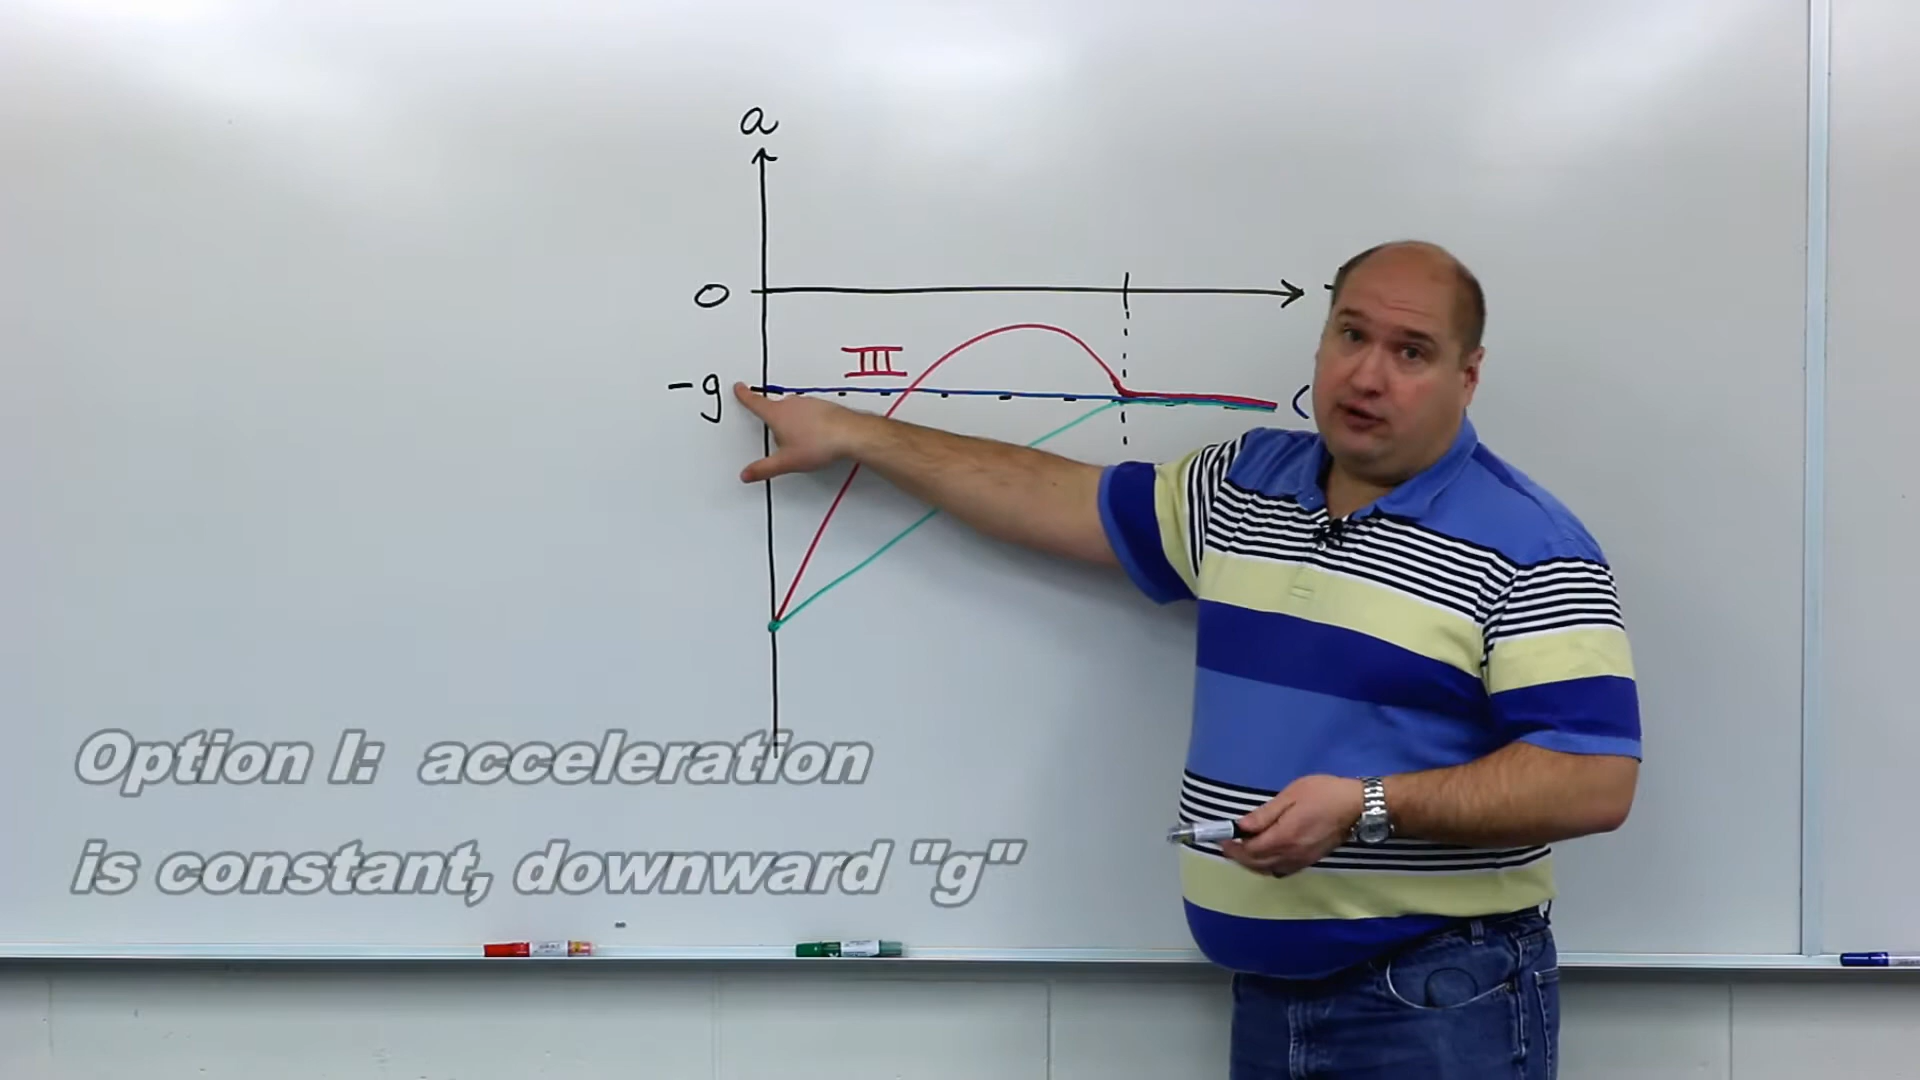 a
0
III
-g
(
Option I: acceleration
is constant, downward "g"